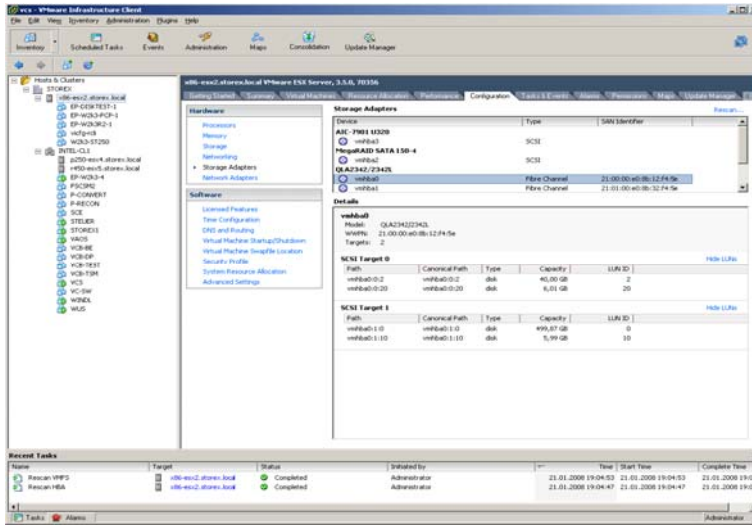 vcs - VMware Infrastructure Client
File Edit View Inventory Administration Plugins Help
Inventory Scheduled Tasks Events Administration Maps Consolidation Update Manager
Hosts & Clusters
STOREX
x86-esx2.storex.local
EP-DESKTEST-1
EP-W2K3-PCP-1
EP-W2K3R2-1
vicfg-rcli
W2K3-ST250
INTEL-CL1
p250-esx4.storex.local
r450-esx5.storex.local
EP-W2K3-4
PSCSM2
P-CONVERT
P-RECON
SCE
STEUER
STOREX1
VAOS
VCB-BE
VCB-DP
VCB-TEST
VCB-TSM
VCS
VC-SW
WINDL
WUS
x86-esx2.storex.local VMware ESX Server, 3.5.0, 70356
Getting Started Summary Virtual Machines Resource Allocation Performance Configuration Tasks & Events Alarms Permissions Maps Update Manager
Hardware
Processors
Memory
Storage
Networking
Storage Adapters
Network Adapters
Software
Licensed Features
Time Configuration
DNS and Routing
Virtual Machine Startup/Shutdown
Virtual Machine Swapfile Location
Security Profile
System Resource Allocation
Advanced Settings
Storage Adapters Rescan...
Device Type SAN Identifier
AIC-7901 U320
vmhba3 SCSI
MegaRAID SATA 150-4
vmhba2 SCSI
QLA2342/2342L
vmhba0 Fibre Channel 21:00:00:e0:8b:12:f4:5e
vmhba1 Fibre Channel 21:01:00:e0:8b:32:f4:5e
Details
vmhba0
Model: QLA2342/2342L
WWPN: 21:00:00:e0:8b:12:f4:5e
Targets: 2
SCSI Target 0 Hide LUNs
Path Canonical Path Type Capacity LUN ID
vmhba0:0:2 vmhba0:0:2 disk 40,00 GB 2
vmhba0:0:20 vmhba0:0:20 disk 6,01 GB 20
SCSI Target 1 Hide LUNs
Path Canonical Path Type Capacity LUN ID
vmhba0:1:0 vmhba0:1:0 disk 499,87 GB 0
vmhba0:1:10 vmhba0:1:10 disk 5,99 GB 10
Recent Tasks
Name Target Status Initiated by Time Start Time Complete Time
Rescan VMFS x86-esx2.storex.local Completed Administrator 21.01.2008 19:04:53 21.01.2008 19:04:53 21.01.2008 19:0
Rescan HBA x86-esx2.storex.local Completed Administrator 21.01.2008 19:04:47 21.01.2008 19:04:47 21.01.2008 19:0
Tasks Alarms Administrator